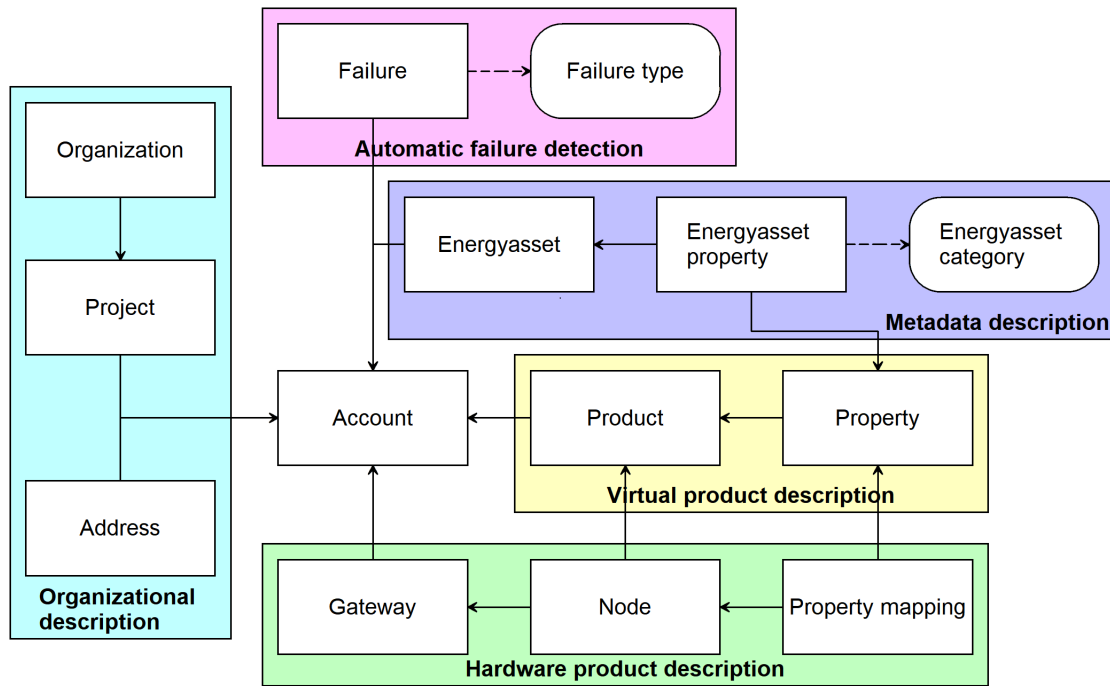 Failure
Failure type
Automatic failure detection
Organization
Project
Address
Organizational
description
Energyasset
Energyasset
property
Energyasset
category
Metadata description
Account
Product
Property
Virtual product description
Gateway
Node
Property mapping
Hardware product description